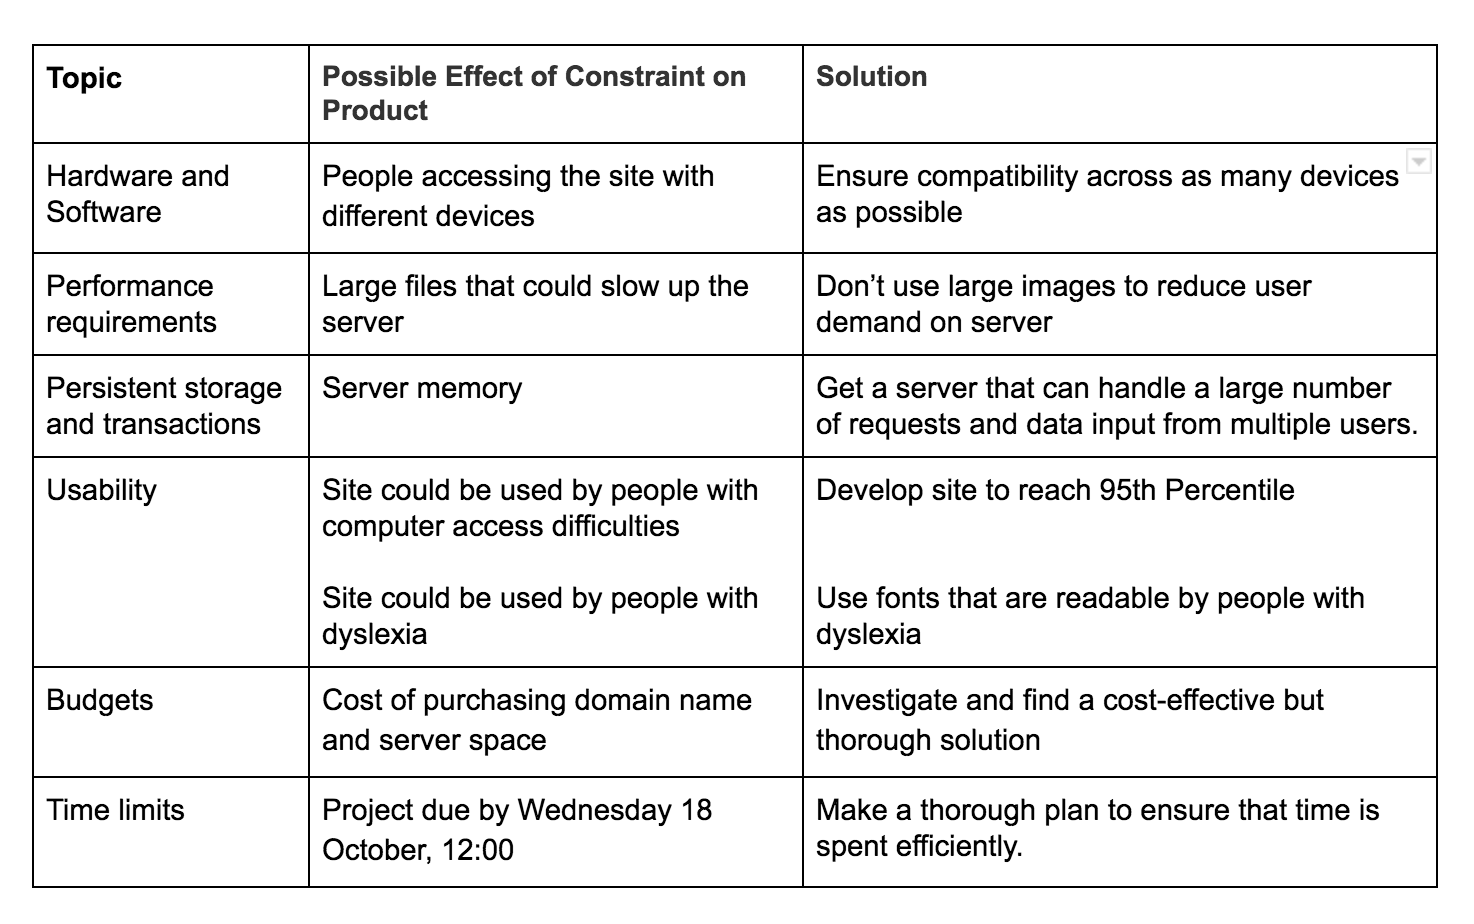 Topic
Possible Effect of Constraint on
Product
Solution
Hardware and
Software
People accessing the site with
different devices
Ensure compatibility across as many devices
as possible
Performance
requirements
Large files that could slow up the
server
Don’t use large images to reduce user
demand on server
Persistent storage
and transactions
Server memory
Get a server that can handle a large number
of requests and data input from multiple users.
Usability
Site could be used by people with
computer access difficulties
Site could be used by people with
dyslexia
Develop site to reach 95th Percentile
Use fonts that are readable by people with
dyslexia
Budgets
Cost of purchasing domain name
and server space
Investigate and find a cost-effective but
thorough solution
Time limits
Project due by Wednesday 18
October, 12:00
Make a thorough plan to ensure that time is
spent efficiently.